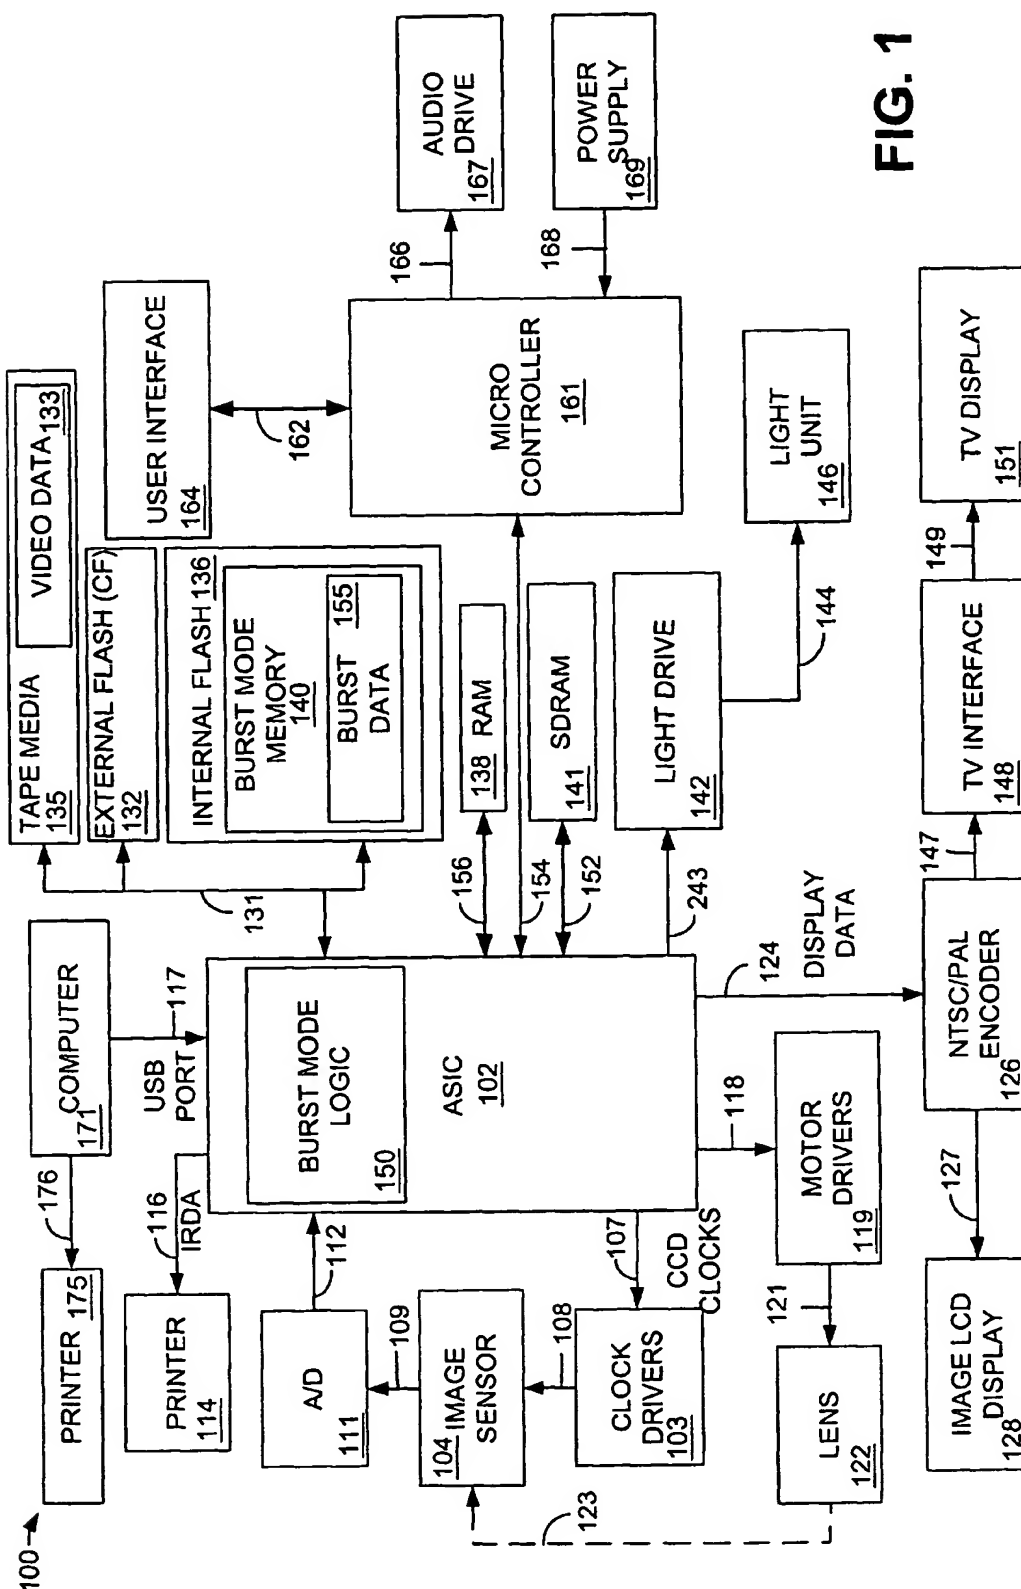 100
PRINTER 175
176
COMPUTER
171
TAPE MEDIA
135
VIDEO DATA 133
PRINTER
114
116
IRDA
USB
PORT
117
131
EXTERNAL FLASH (CF)
132
USER INTERFACE
164
INTERNAL FLASH 136
BURST MODE
MEMORY
140
BURST
DATA
155
162
A/D
111
112
BURST MODE
LOGIC
150
109
104 IMAGE
SENSOR
ASIC
102
156
138 RAM
154
MICRO
CONTROLLER
161
166
AUDIO
DRIVE
167
108
107
CCD
CLOCKS
CLOCK
DRIVERS
103
152
141 SDRAM
168
POWER
SUPPLY
169
123
118
243
LIGHT DRIVE
142
144
LIGHT
UNIT
146
LENS
122
121
MOTOR
DRIVERS
119
124
DISPLAY
DATA
IMAGE LCD
DISPLAY
128
127
NTSC/PAL
ENCODER
126
147
TV INTERFACE
148
149
TV DISPLAY
151
FIG. 1